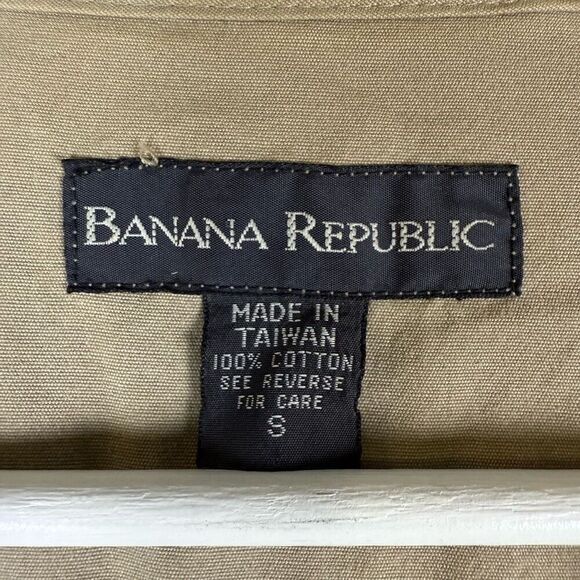 BANANA REPUBLIC
MADE IN
TAIWAN
100% COTTON
SEE REVERSE
FOR CARE
S